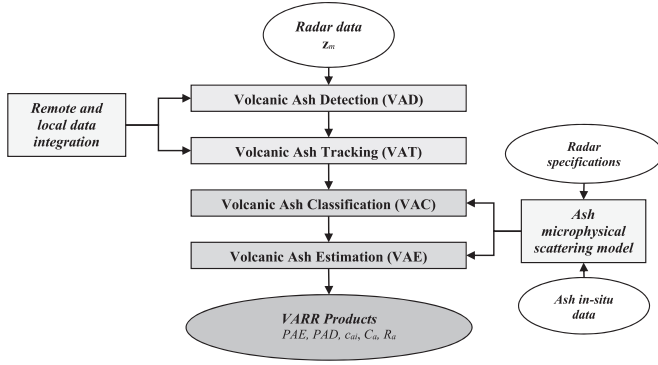 Radar data
zm
Volcanic Ash Detection (VAD)
Remote and
local data
integration
Volcanic Ash Tracking (VAT)
Radar
specifications
Volcanic Ash Classification (VAC)
Ash
microphysical
scattering model
Volcanic Ash Estimation (VAE)
Ash in-situ
data
VARR Products
PAE, PAD, cai, Ca, Ra